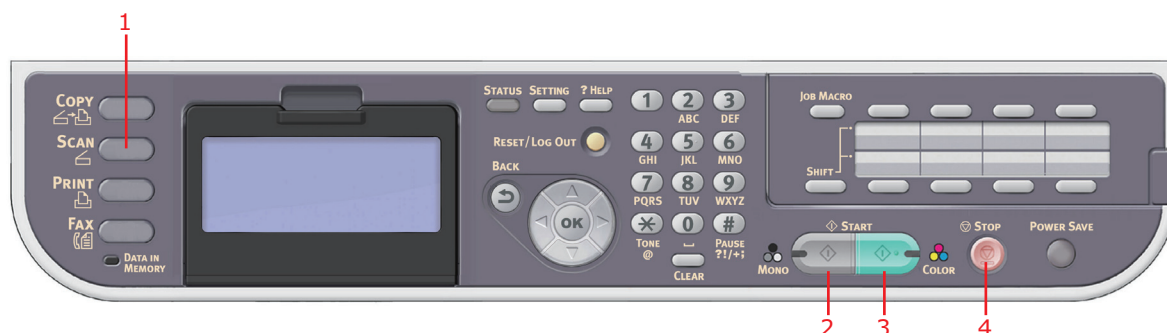 1
COPY
SCAN
PRINT
FAX
DATA IN
MEMORY
STATUS SETTING ? HELP
RESET/LOG OUT
BACK
OK
1 2 3
ABC DEF
4 5 6
GHI JKL MNO
7 8 9
PQRS TUV WXYZ
0 #
TONE
@
PAUSE
?!/+;
CLEAR
JOB MACRO
SHIFT
START
MONO
COLOR
STOP
POWER SAVE
2 3 4